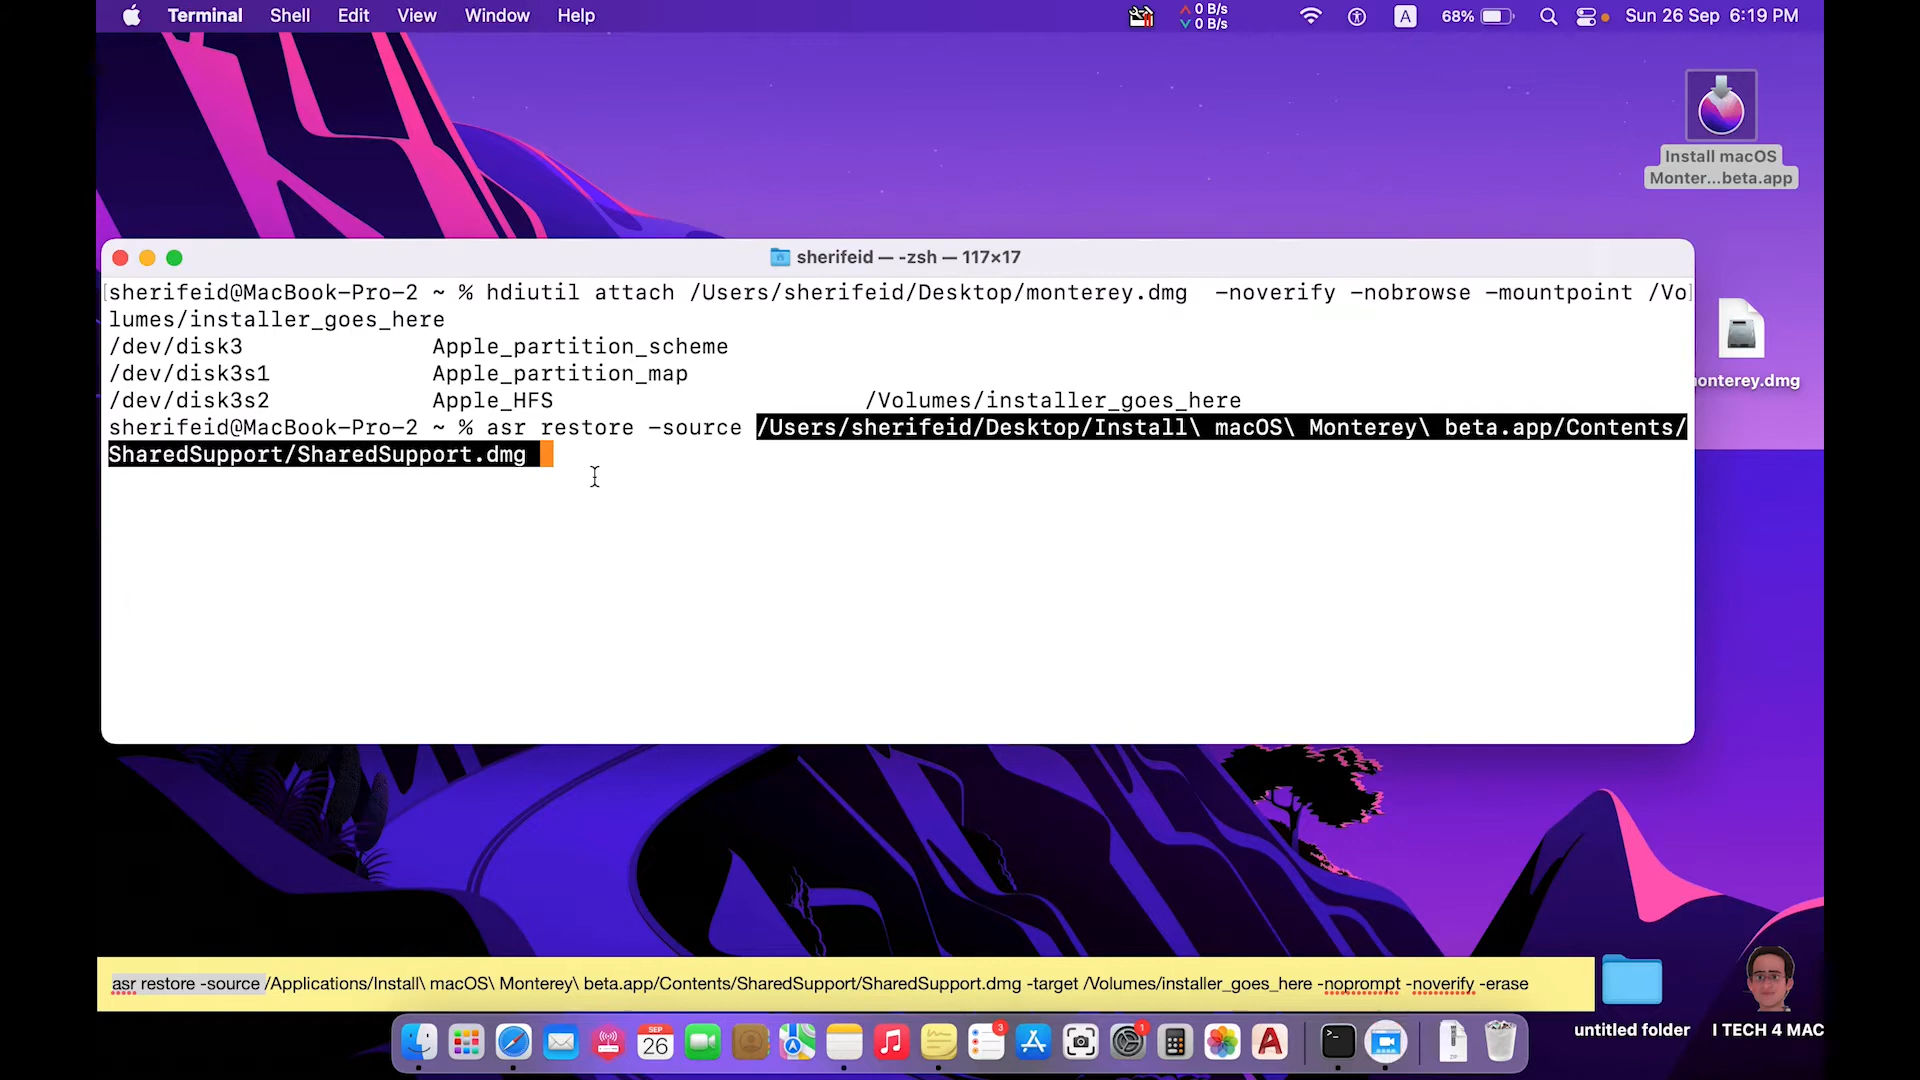 Terminal Shell Edit View Window Help 0 B/s 0 B/s A 68% Sun 26 Sep 6:19 PM
Install macOS
Monter...beta.app
sherifeid — -zsh — 117×17
sherifeid@MacBook-Pro-2 ~ % hdiutil attach /Users/sherifeid/Desktop/monterey.dmg  -noverify -nobrowse -mountpoint /Vo
lumes/installer_goes_here
/dev/disk3 Apple_partition_scheme
/dev/disk3s1 Apple_partition_map
/dev/disk3s2 Apple_HFS /Volumes/installer_goes_here
sherifeid@MacBook-Pro-2 ~ % asr restore -source /Users/sherifeid/Desktop/Install\ macOS\ Monterey\ beta.app/Contents/
SharedSupport/SharedSupport.dmg
onterey.dmg
asr restore -source /Applications/Install\ macOS\ Monterey\ beta.app/Contents/SharedSupport/SharedSupport.dmg -target /Volumes/installer_goes_here -noprompt -noverify -erase
untitled folder
I TECH 4 MAC
SEP
26
3
1
ZIP